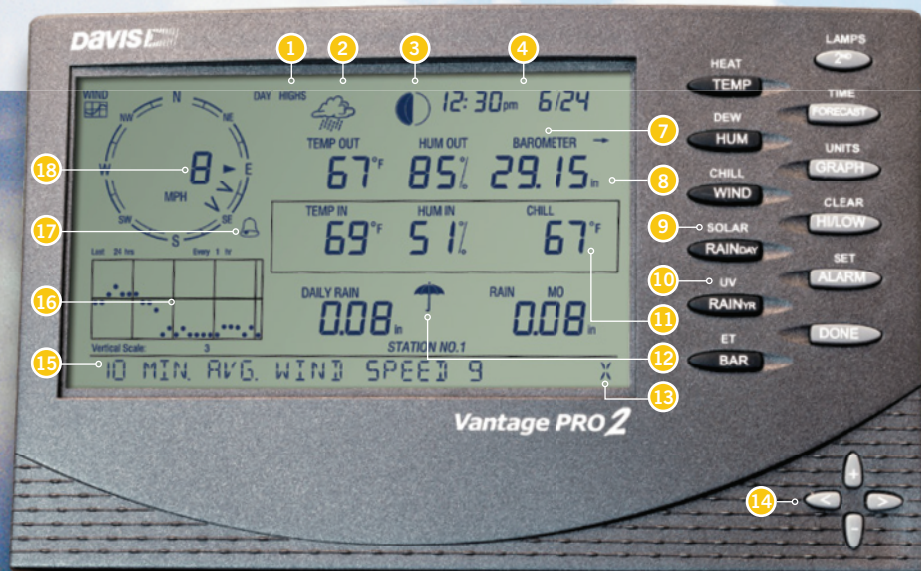 DAVIS
1 2 3 4
WIND
DAY HIGHS
12:30pm 6/24
N
NW NE
W E
SW SE
S
8
MPH
TEMP OUT HUM OUT BAROMETER
67°F 85% 29.15in
TEMP IN HUM IN CHILL
69°F 51% 67°F
Last 24 hrs Every 1 hr
DAILY RAIN RAIN MO
0.08in 0.08in
Vertical Scale: 3 STATION NO.1
10 MIN. AVG. WIND SPEED 9 X
Vantage PRO2
7
8
9
10
11
12
13
14
15
16
17
18
LAMPS
2ND
HEAT
TEMP
TIME
FORECAST
DEW
HUM
UNITS
GRAPH
CHILL
WIND
CLEAR
HI/LOW
SOLAR
RAINDAY
SET
ALARM
UV
RAINYR
DONE
ET
BAR
+
< >
-